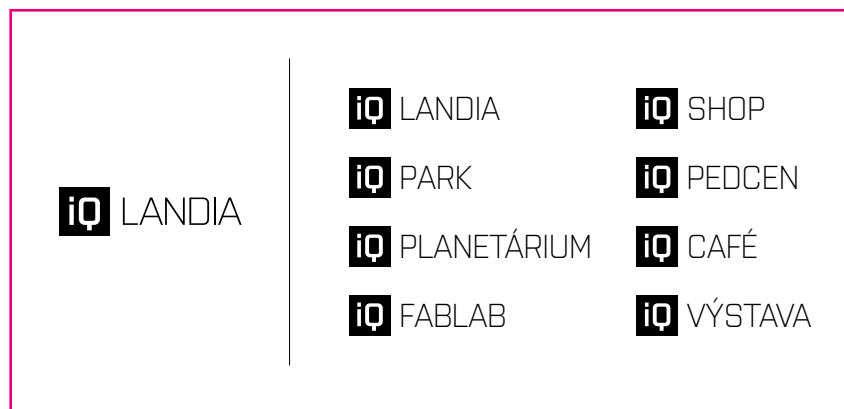 iQ LANDIA
iQ LANDIA
iQ PARK
iQ PLANETÁRIUM
iQ FABLAB
iQ SHOP
iQ PEDCEN
iQ CAFÉ
iQ VÝSTAVA